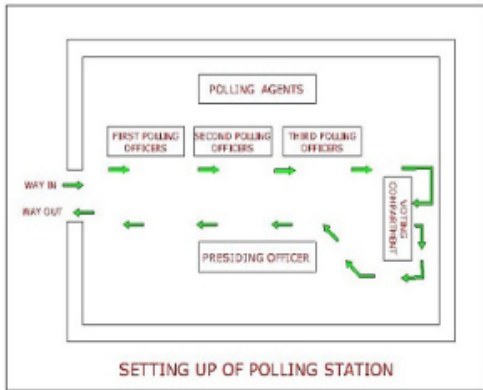 POLLING AGENTS
FIRST POLLING
OFFICERS
SECOND POLLING
OFFICERS
THIRD POLLING
OFFICERS
WAY IN
WAY OUT
VOTING
COMPARTMENT
PRESIDING OFFICER
SETTING UP OF POLLING STATION